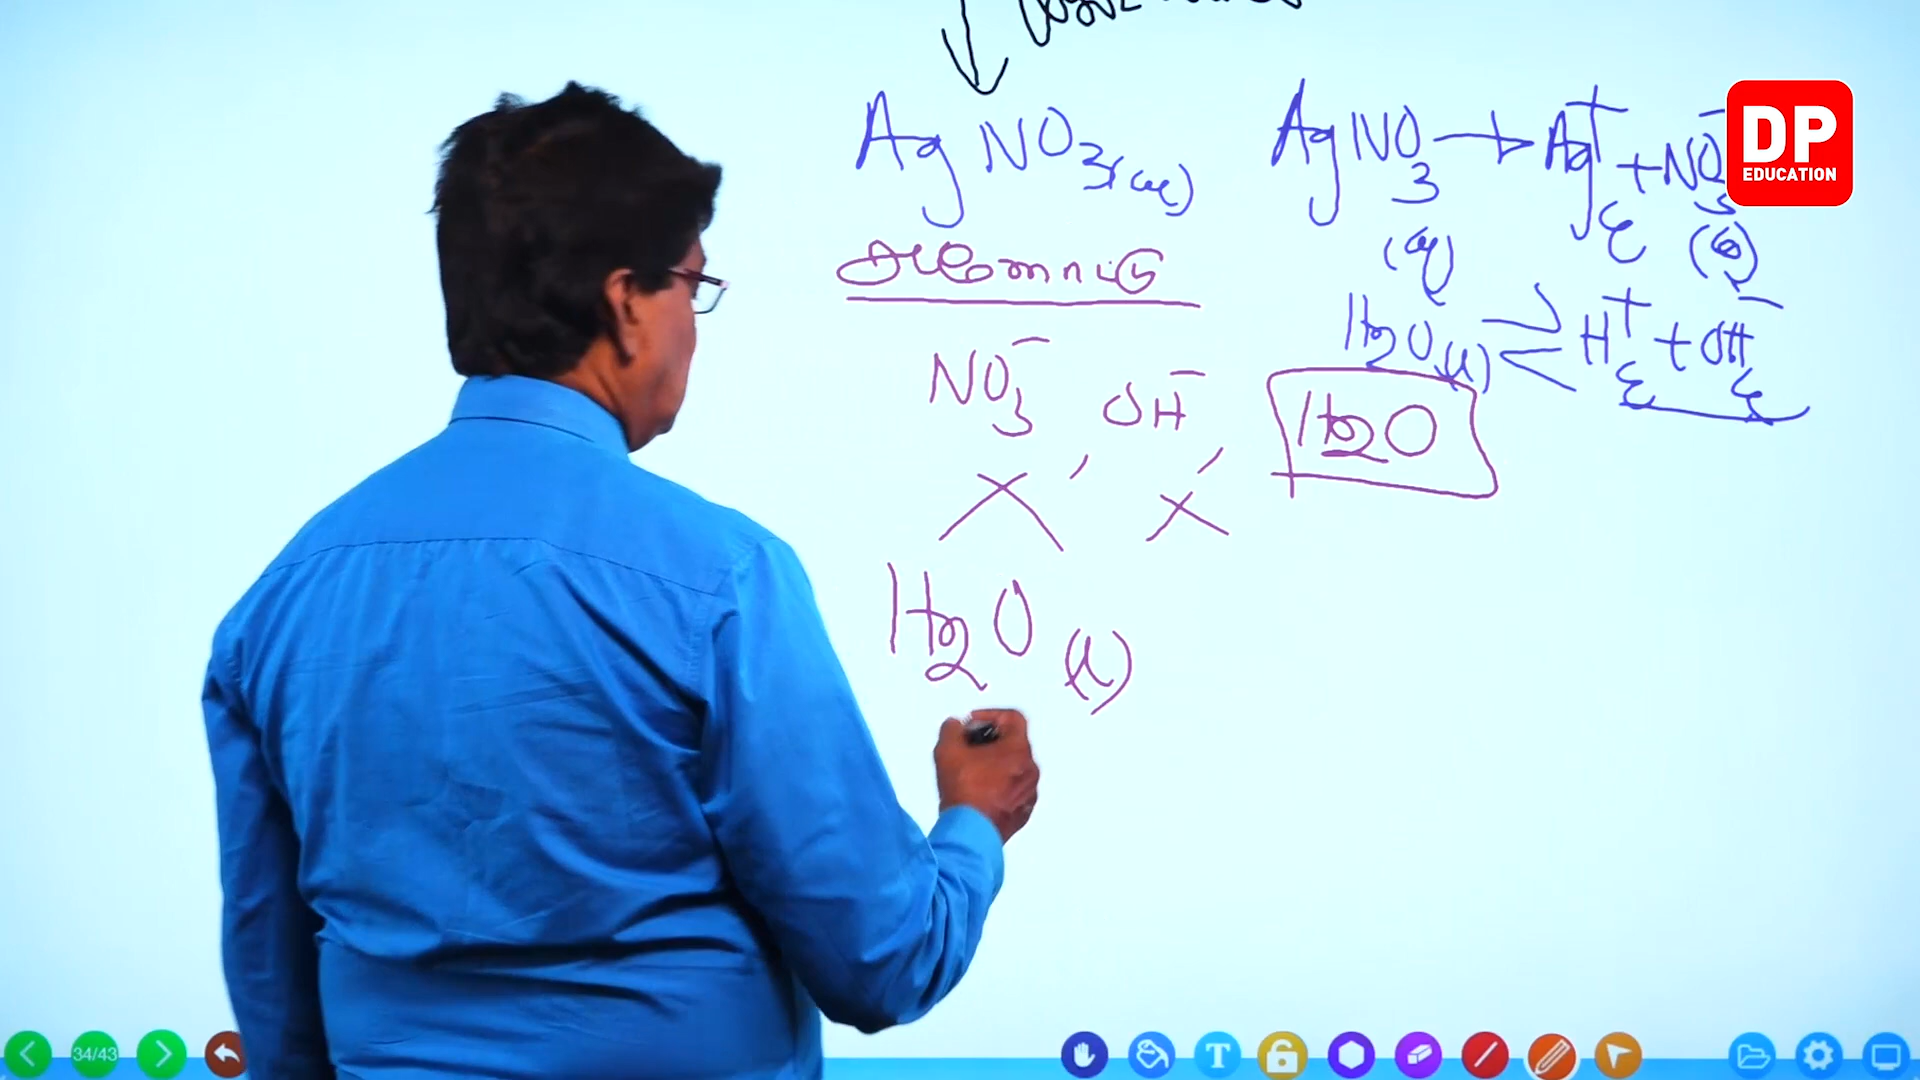 AgNO₃(aq)
AgNO₃ → Ag⁺ + NO₃⁻
(aq)
DP
EDUCATION
H₂O(l) ⇌ H⁺ + OH⁻
NO₃⁻ , OH⁻ , H₂O
H₂O (l)
34/43
T